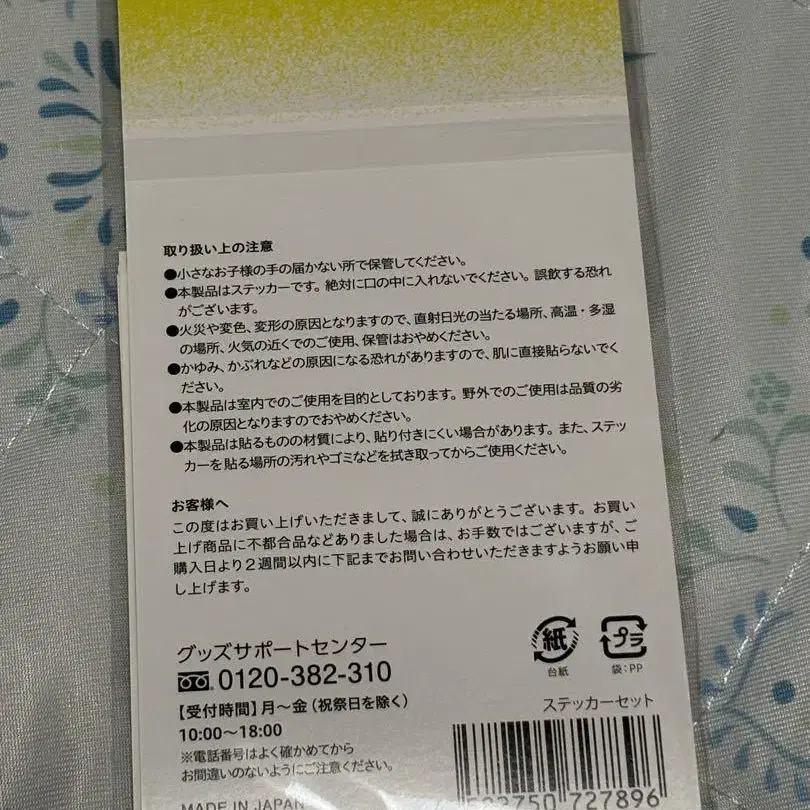 取り扱い上の注意
●小さなお子様の手の届かない所で保管してください。
●本製品はステッカーです。絶対に口の中に入れないでください。誤飲する恐れ
がございます。
●火災や変色、変形の原因となりますので、直射日光の当たる場所、高温・多湿
の場所、火気の近くでのご使用、保管はおやめください。
●かゆみ、かぶれなどの原因になる恐れがありますので、肌に直接貼らないでく
ださい。
●本製品は室内でのご使用を目的としております。野外でのご使用は品質の劣
化の原因となりますのでおやめください。
●本製品は貼るものの材質により、貼り付きにくい場合があります。また、ステッ
カーを貼る場所の汚れやゴミなどを拭き取ってからご使用ください。
お客様へ
この度はお買い上げいただきまして、誠にありがとうございます。お買い
上げ商品に不都合品などありました場合は、お手数ではございますが、ご
購入日より2週間以内に下記までお問い合わせいただきますようお願い申
し上げます。
グッズサポートセンター
0120-382-310
【受付時間】月～金（祝祭日を除く）
10:00～18:00
※電話番号はよく確かめてから
お間違いのないようにご注意ください。
MADE IN JAPAN
紙
台紙
プラ
袋：PP
ステッカーセット
727896